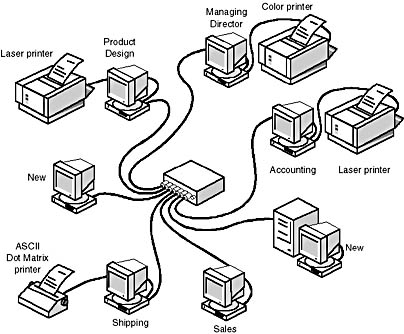 Managing
Director
Color printer
Laser printer
Product
Design
Accounting
Laser printer
New
New
ASCII
Dot Matrix
printer
Shipping
Sales